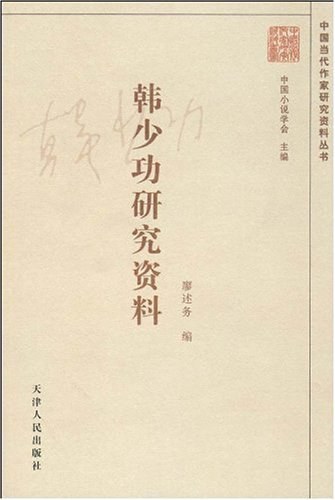 中国当代作家研究资料丛书
中国小说学会 主编
韩少功
韩少功研究资料
廖述务 编
天津人民出版社